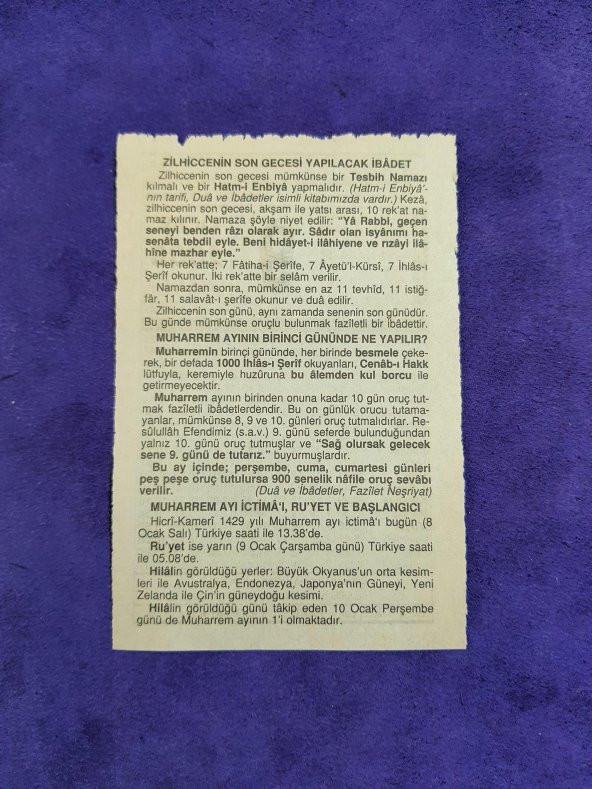 ZİLHİCCENİN SON GECESİ YAPILACAK İBÂDET
Zilhiccenin son gecesi mümkünse bir Tesbih Namazı
kılmalı ve bir Hatm-i Enbiyâ yapmalıdır. (Hatm-i Enbiyâ'-
nın tarifi, Duâ ve İbâdetler isimli kitabımızda vardır.) Kezâ,
zilhiccenin son gecesi, akşam ile yatsı arası, 10 rek'at na-
maz kılınır. Namaza şöyle niyet edilir: “Yâ Rabbi, geçen
seneyi benden râzı olarak ayır. Sâdır olan isyânımı ha-
senâta tebdil eyle. Beni hidâyet-i ilâhiyene ve rızâyi ilâ-
hîne mazhar eyle.”
Her rek'atte; 7 Fâtiha-i Şerîfe, 7 Âyetü'l-Kürsî, 7 İhlâs-ı
Şerîf okunur. İki rek'atte bir selâm verilir.
Namazdan sonra, mümkünse en az 11 tevhîd, 11 istiğ-
fâr, 11 salavât-ı şerîfe okunur ve duâ edilir.
Zilhiccenin son günü, aynı zamanda senenin son günüdür.
Bu günde mümkünse oruçlu bulunmak fazîletli bir ibâdettir.
MUHARREM AYININ BİRİNCİ GÜNÜNDE NE YAPILIR?
Muharremin birinçi gününde, her birinde besmele çeke-
rek, bir defada 1000 İhlâs-ı Şerîf okuyanları, Cenâb-ı Hakk
lütfuyla, keremiyle huzûruna bu âlemden kul borcu ile
getirmeyecektir.
Muharrem ayının birinden onuna kadar 10 gün oruç tut-
mak fazîletli ibâdetlerdendir. Bu on günlük orucu tutama-
yanlar, mümkünse 8, 9 ve 10. günleri oruç tutmalıdırlar. Re-
sûlullâh Efendimiz (s.a.v.) 9. günü seferde bulunduğundan
yalnız 10. günü oruç tutmuşlar ve “Sağ olursak gelecek
sene 9. günü de tutarız.” buyurmuşlardır.
Bu ay içinde; perşembe, cuma, cumartesi günleri
peş peşe oruç tutulursa 900 senelik nâfile oruç sevâbı
verilir. (Duâ ve İbâdetler, Fazîlet Neşriyat)
MUHARREM AYI İCTİMÂ'I, RU'YET VE BAŞLANGICI
Hicrî-Kamerî 1429 yılı Muharrem ayı ictimâ'ı bugün (8
Ocak Salı) Türkiye saati ile 13.38'de.
Ru'yet ise yarın (9 Ocak Çarşamba günü) Türkiye saati
ile 05.08'de.
Hilâlin görüldüğü yerler: Büyük Okyanus'un orta kesim-
leri ile Avustralya, Endonezya, Japonya'nın Güneyi, Yeni
Zelanda ile Çin'in güneydoğu kesimi.
Hilâlin görüldüğü günü tâkip eden 10 Ocak Perşembe
günü de Muharrem ayının 1'i olmaktadır.